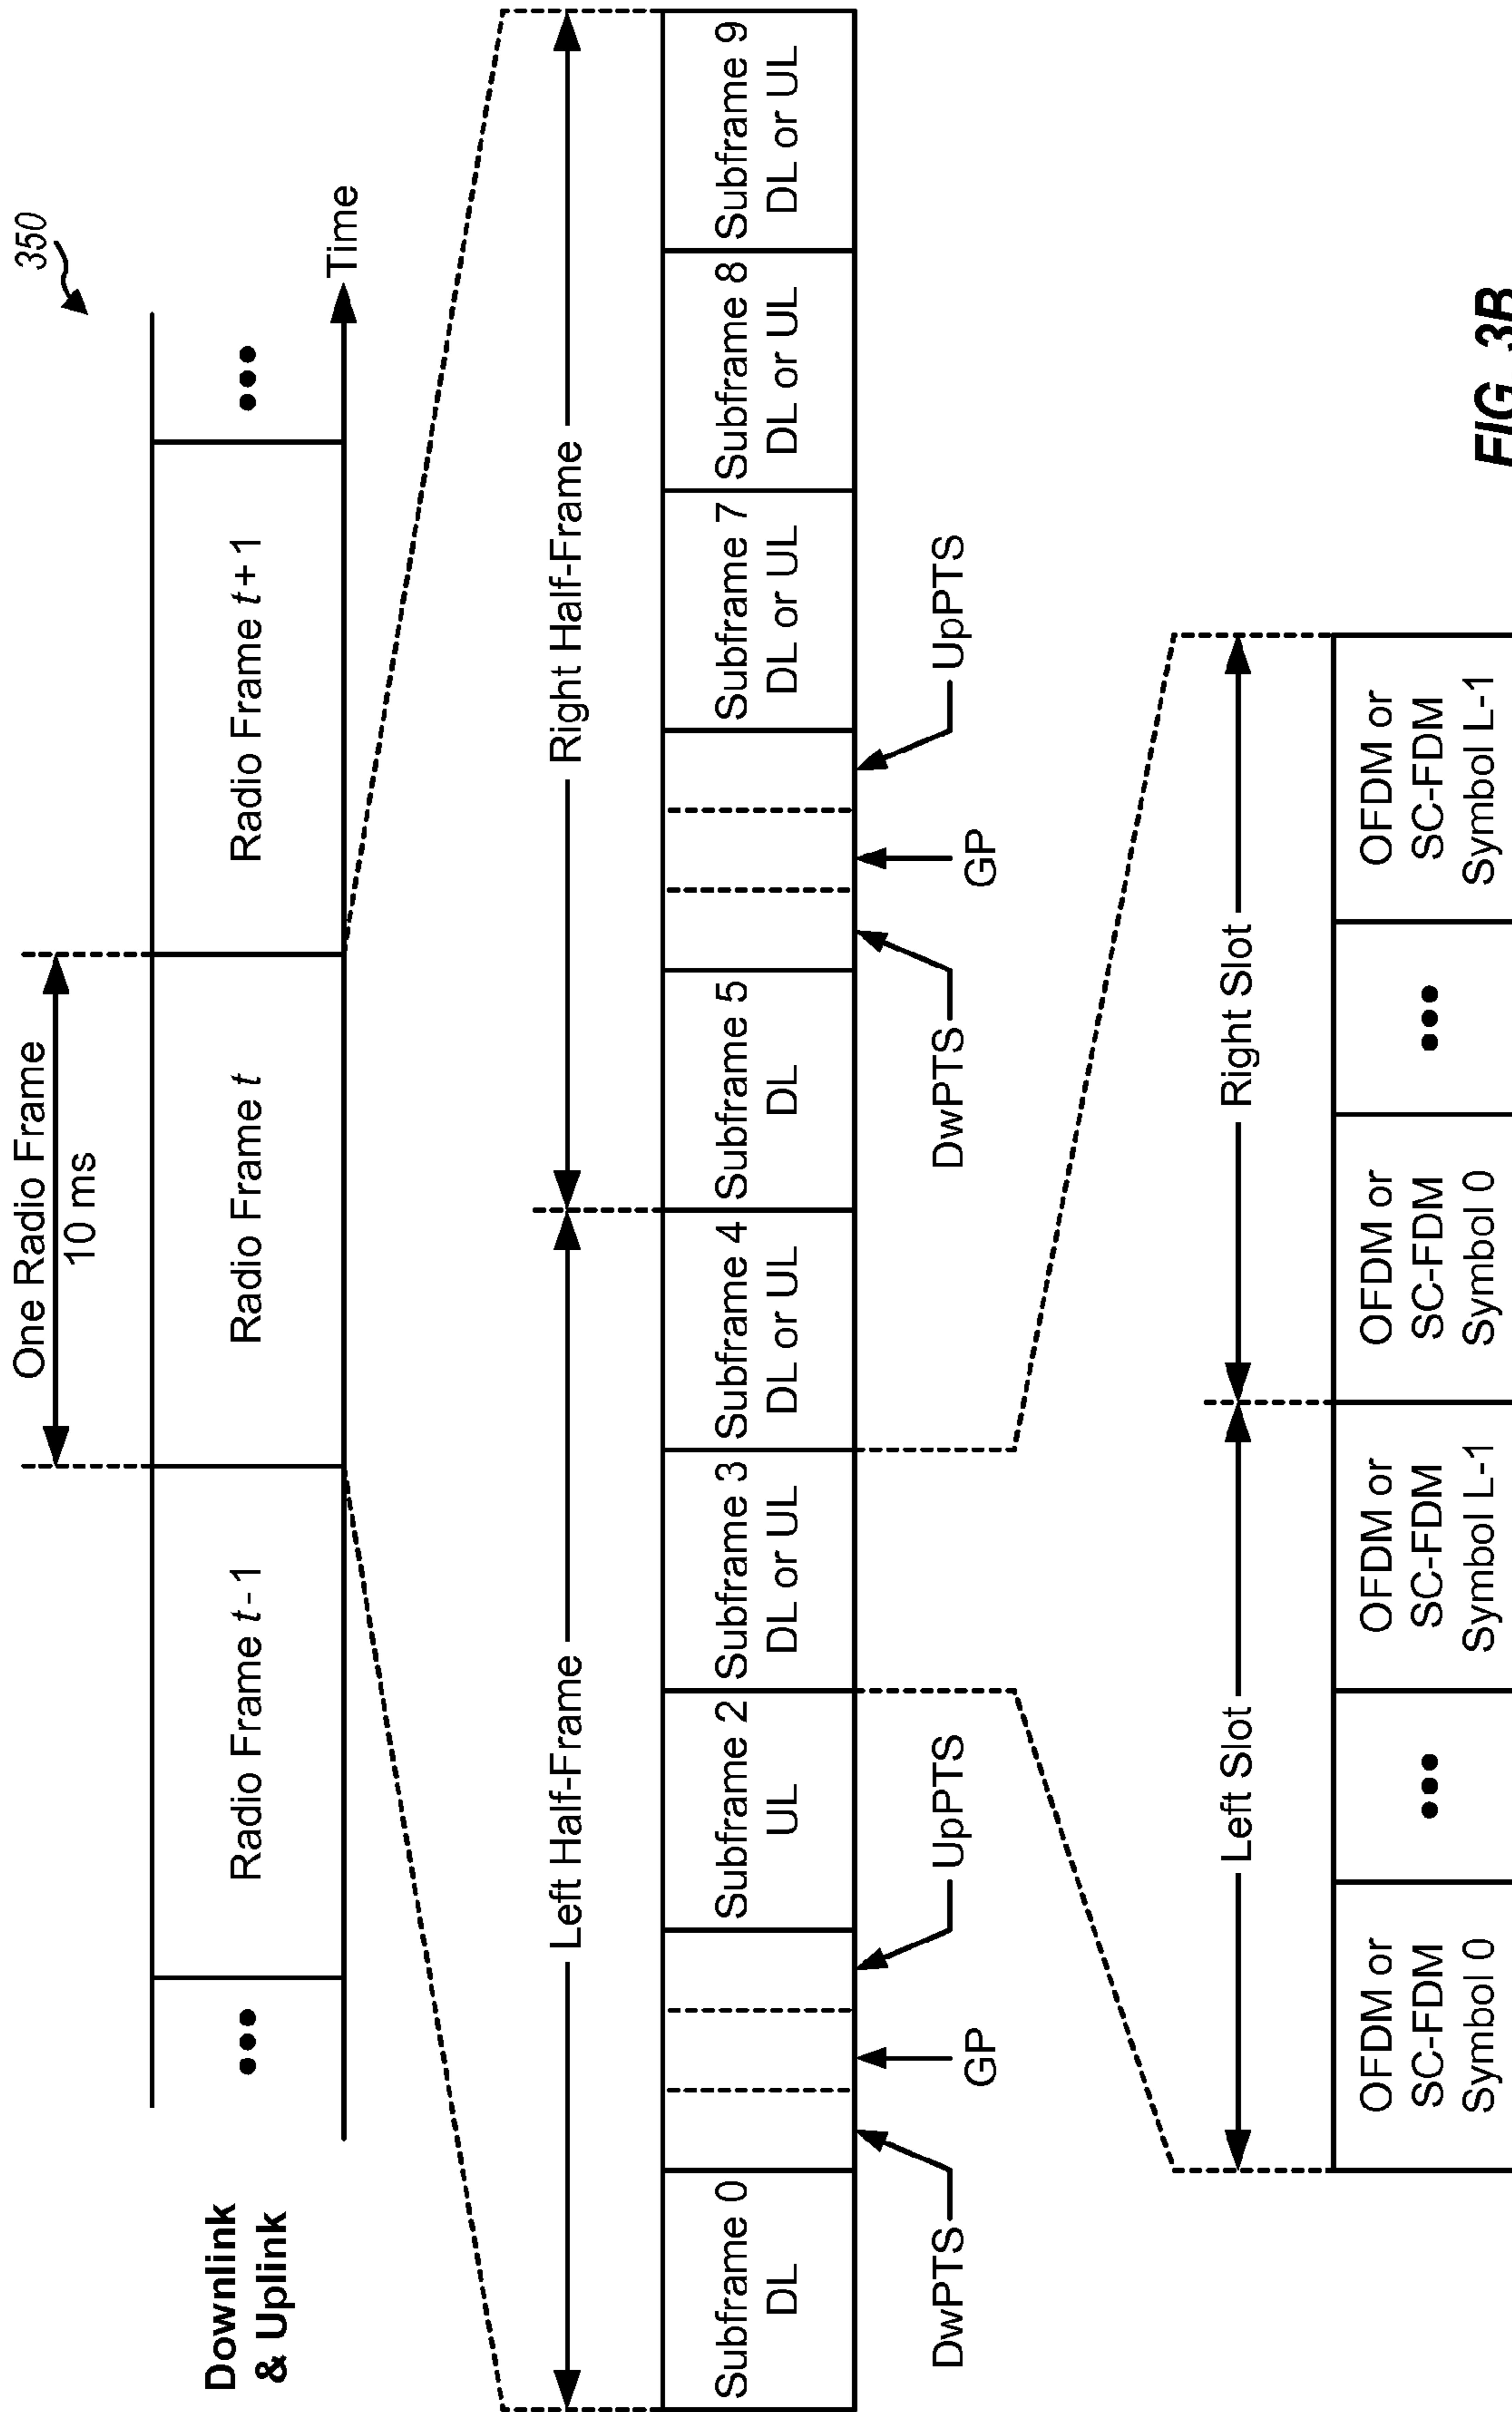 350
One Radio Frame
10 ms
Downlink
& Uplink
•••
Radio Frame t-1
Radio Frame t
Radio Frame t+1
•••
Time
Left Half-Frame
Right Half-Frame
Subframe 0
DL
Subframe 2
UL
Subframe 3
DL or UL
Subframe 4
DL or UL
Subframe 5
DL
Subframe 7
DL or UL
Subframe 8
DL or UL
Subframe 9
DL or UL
DwPTS
GP
UpPTS
DwPTS
GP
UpPTS
Left Slot
Right Slot
OFDM or
SC-FDM
Symbol 0
•••
OFDM or
SC-FDM
Symbol L-1
OFDM or
SC-FDM
Symbol 0
•••
OFDM or
SC-FDM
Symbol L-1
FIG. 3B